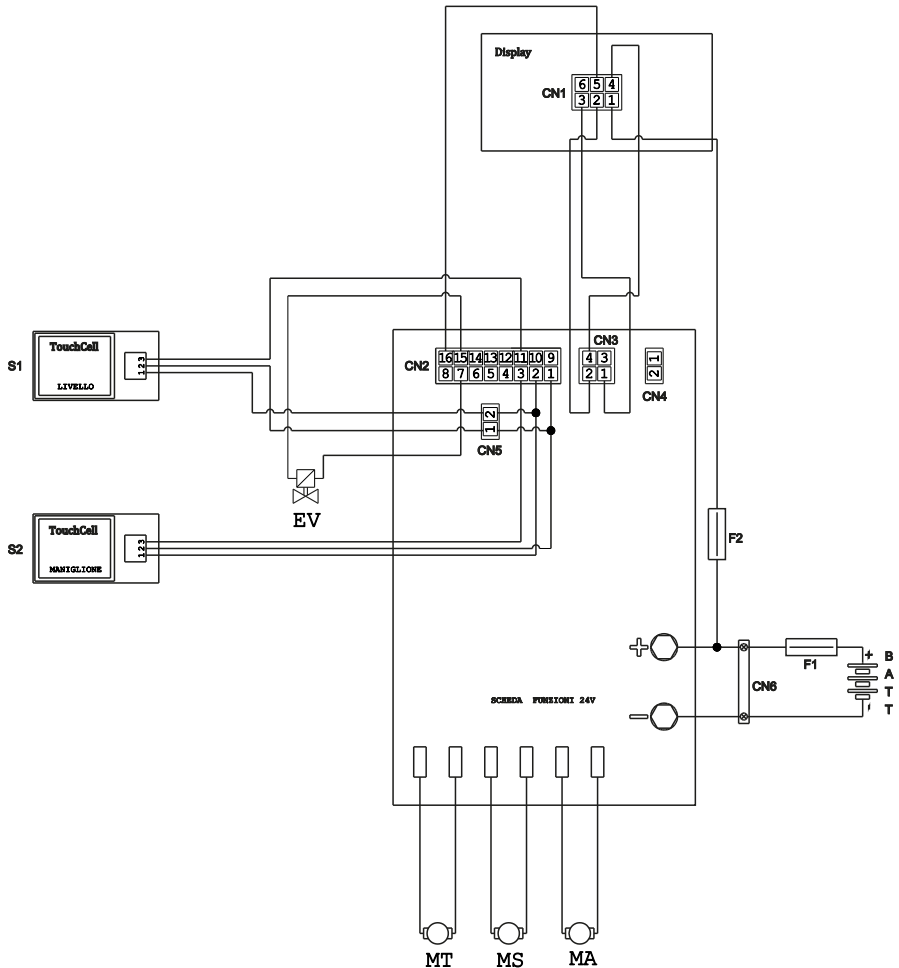 Display
CN1
6 5 4
3 2 1
S1
TouchCell
LIVELLO
1 2 3
CN2
16 15 14 13 12 11 10 9
8 7 6 5 4 3 2 1
CN3
4 3
2 1
2 1
CN4
1 2
CN5
EV
S2
TouchCell
MANIGLIONE
1 2 3
F2
+
F1
+
BATT
-
CN6
SCHEDA FUNZIONI 24V
-
MT
MS
MA